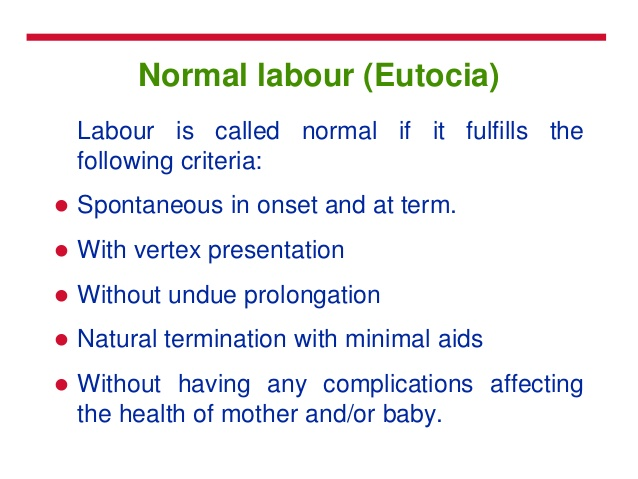 Normal labour (Eutocia)
Labour is called normal if it fulfills the
following criteria:
Spontaneous in onset and at term.
With vertex presentation
Without undue prolongation
Natural termination with minimal aids
Without having any complications affecting
the health of mother and/or baby.